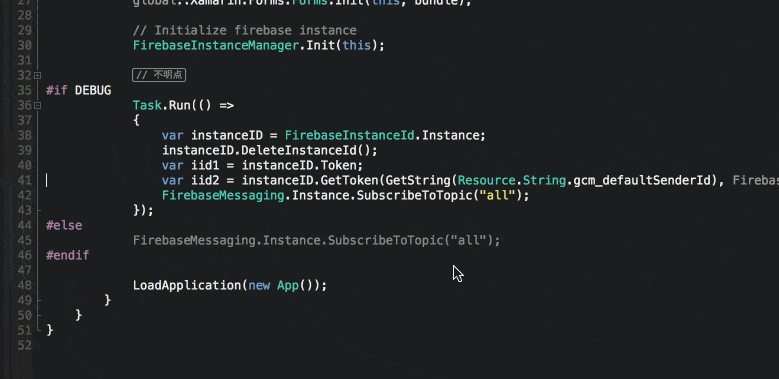 27 global::Xamarin.Forms.Forms.Init(this, bundle);
28
29 // Initialize firebase instance
30 FirebaseInstanceManager.Init(this);
31
32 // 不明点
35 #if DEBUG
36 Task.Run(() =>
37 {
38 var instanceID = FirebaseInstanceId.Instance;
39 instanceID.DeleteInstanceId();
40 var iid1 = instanceID.Token;
41 var iid2 = instanceID.GetToken(GetString(Resource.String.gcm_defaultSenderId), Firebas
42 FirebaseMessaging.Instance.SubscribeToTopic("all");
43 });
44 #else
45 FirebaseMessaging.Instance.SubscribeToTopic("all");
46 #endif
47
48 LoadApplication(new App());
49 }
50 }
51 }
52